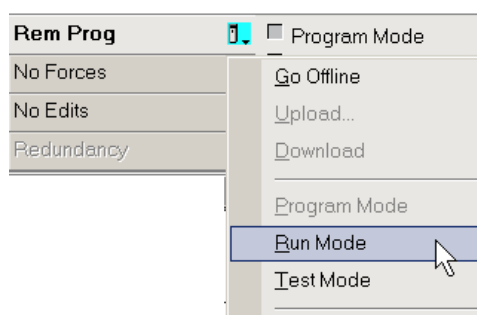 Rem Prog
Program Mode
No Forces
No Edits
Redundancy
Go Offline
Upload...
Download
Program Mode
Run Mode
Test Mode